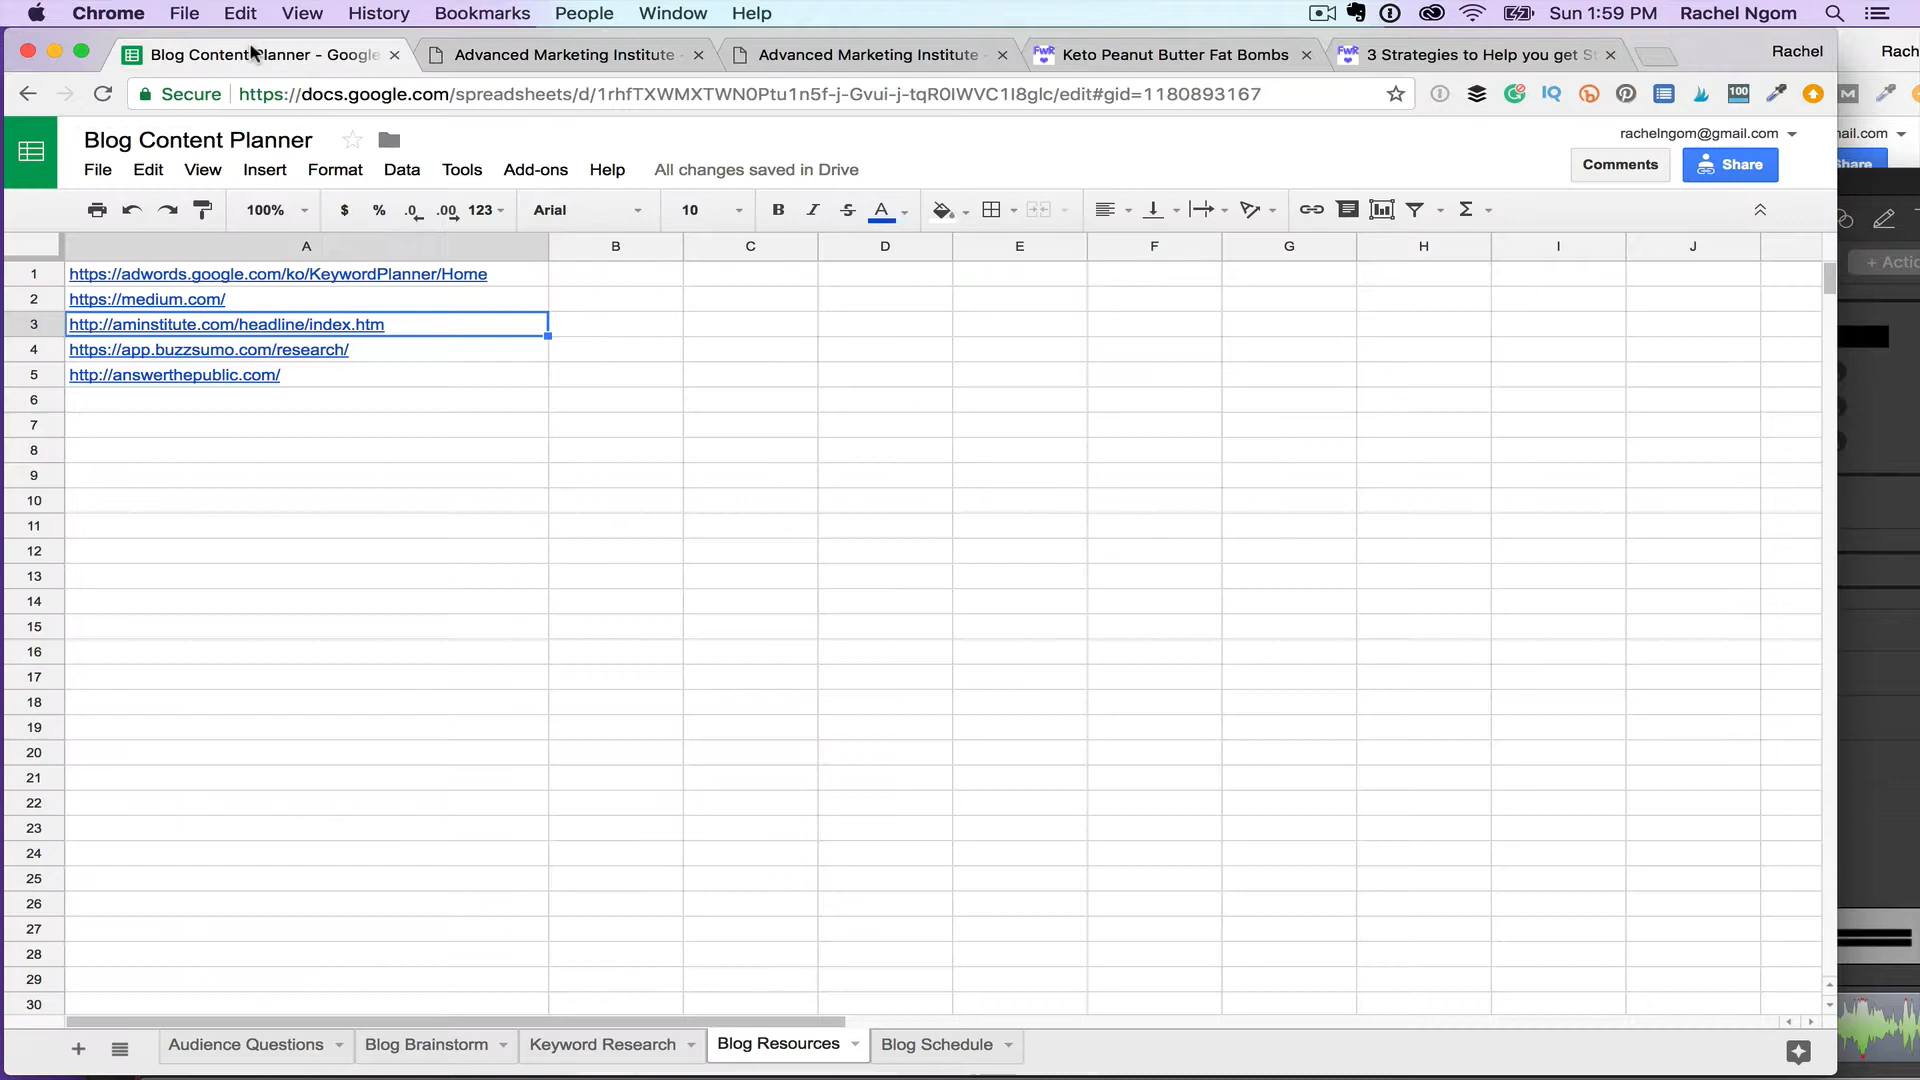 Chrome File Edit View History Bookmarks People Window Help Sun 1:59 PM Rachel Ngom
Blog Content Planner - Google Advanced Marketing Institute - Advanced Marketing Institute - Keto Peanut Butter Fat Bombs 3 Strategies to Help you get St Rachel Rach
Secure https://docs.google.com/spreadsheets/d/1rhfTXWMXTWN0Ptu1n5f-j-Gvui-j-tqR0IWVC1I8glc/edit#gid=1180893167 100
Blog Content Planner rachelngom@gmail.com ail.com
File Edit View Insert Format Data Tools Add-ons Help All changes saved in Drive Comments Share Share
100% $ % .0 .00 123 Arial 10 B I S A
+ Actio
A B C D E F G H I J
1 https://adwords.google.com/ko/KeywordPlanner/Home
2 https://medium.com/
3 http://aminstitute.com/headline/index.htm
4 https://app.buzzsumo.com/research/
5 http://answerthepublic.com/
6
7
8
9
10
11
12
13
14
15
16
17
18
19
20
21
22
23
24
25
26
27
28
29
30
+ Audience Questions Blog Brainstorm Keyword Research Blog Resources Blog Schedule